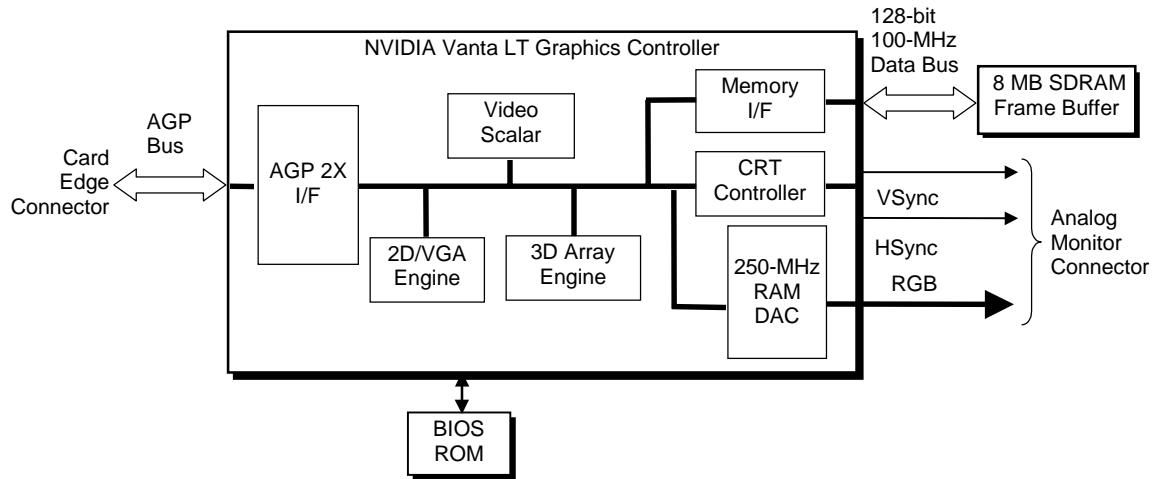 NVIDIA Vanta LT Graphics Controller
128-bit
100-MHz
Data Bus
Memory
I/F
8 MB SDRAM
Frame Buffer
Video
Scalar
AGP
Bus
Card
Edge
Connector
AGP 2X
I/F
CRT
Controller
VSync
2D/VGA
Engine
3D Array
Engine
250-MHz
RAM
DAC
HSync
RGB
Analog
Monitor
Connector
BIOS
ROM